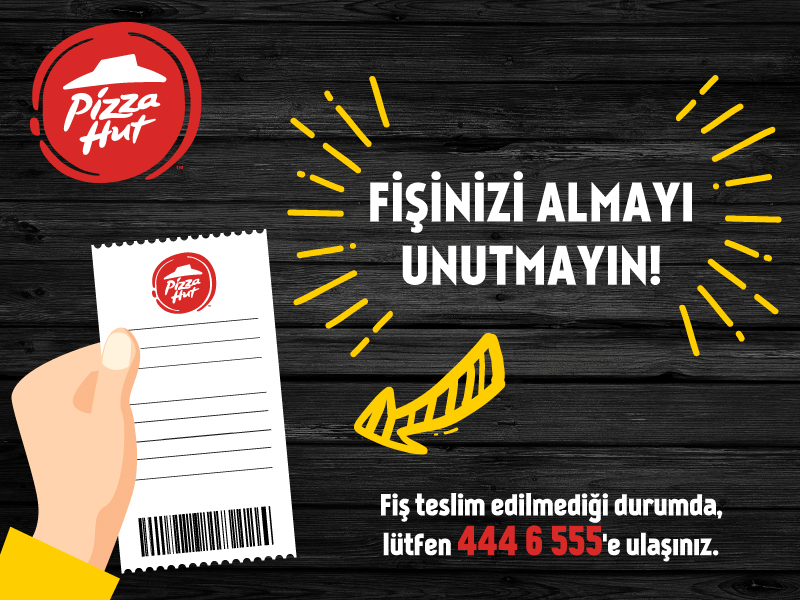 Pizza
Hut
TM
FİŞİNİZİ ALMAYI
UNUTMAYIN!
Pizza
Hut
Fiş teslim edilmediği durumda,
lütfen 444 6 555'e ulaşınız.